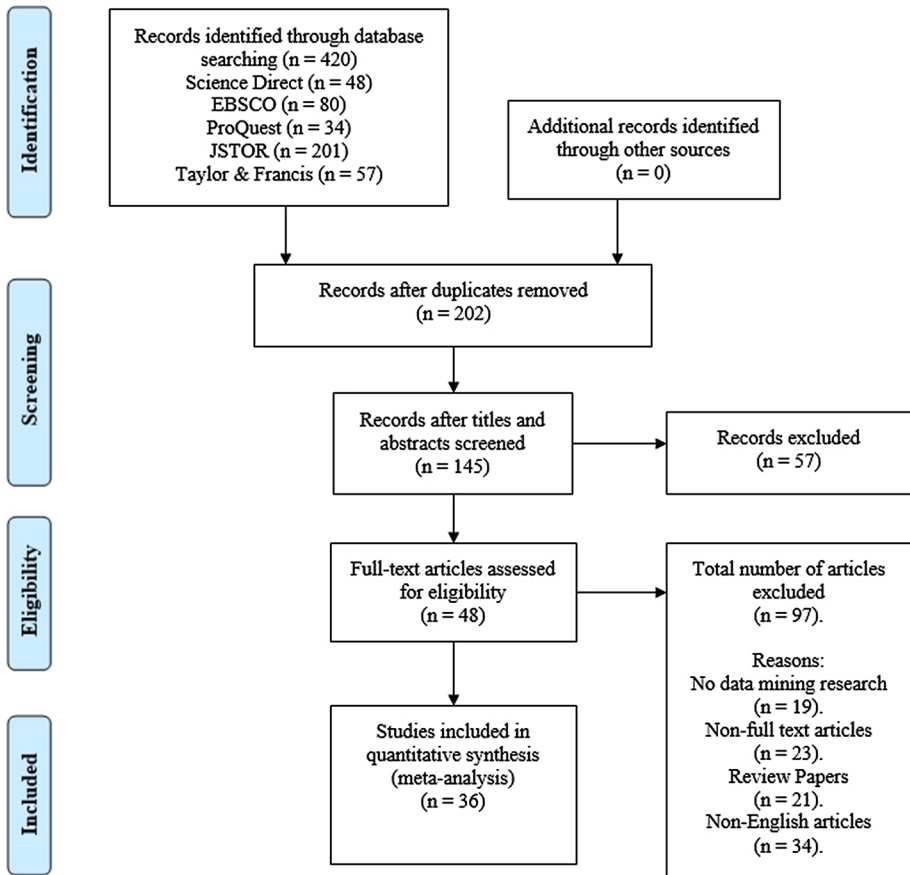 Identification
Records identified through database
searching (n = 420)
Science Direct (n = 48)
EBSCO (n = 80)
ProQuest (n = 34)
JSTOR (n = 201)
Taylor & Francis (n = 57)
Additional records identified
through other sources
(n = 0)
Screening
Records after duplicates removed
(n = 202)
Records after titles and
abstracts screened
(n = 145)
Records excluded
(n = 57)
Eligibility
Full-text articles assessed
for eligibility
(n = 48)
Total number of articles
excluded
(n = 97).
Reasons:
No data mining research
(n = 19).
Non-full text articles
(n = 23).
Review Papers
(n = 21).
Non-English articles
(n = 34).
Included
Studies included in
quantitative synthesis
(meta-analysis)
(n = 36)